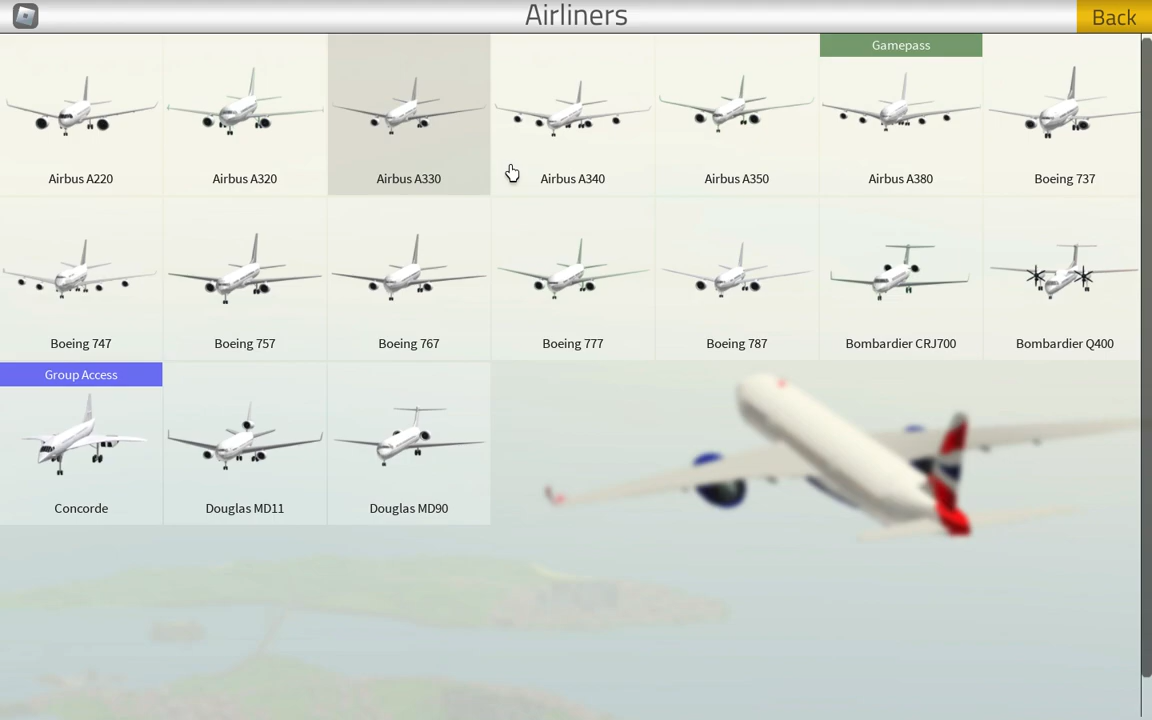 Airliners
Back
Gamepass
Airbus A220
Airbus A320
Airbus A330
Airbus A340
Airbus A350
Airbus A380
Boeing 737
Boeing 747
Boeing 757
Boeing 767
Boeing 777
Boeing 787
Bombardier CRJ700
Bombardier Q400
Group Access
Concorde
Douglas MD11
Douglas MD90